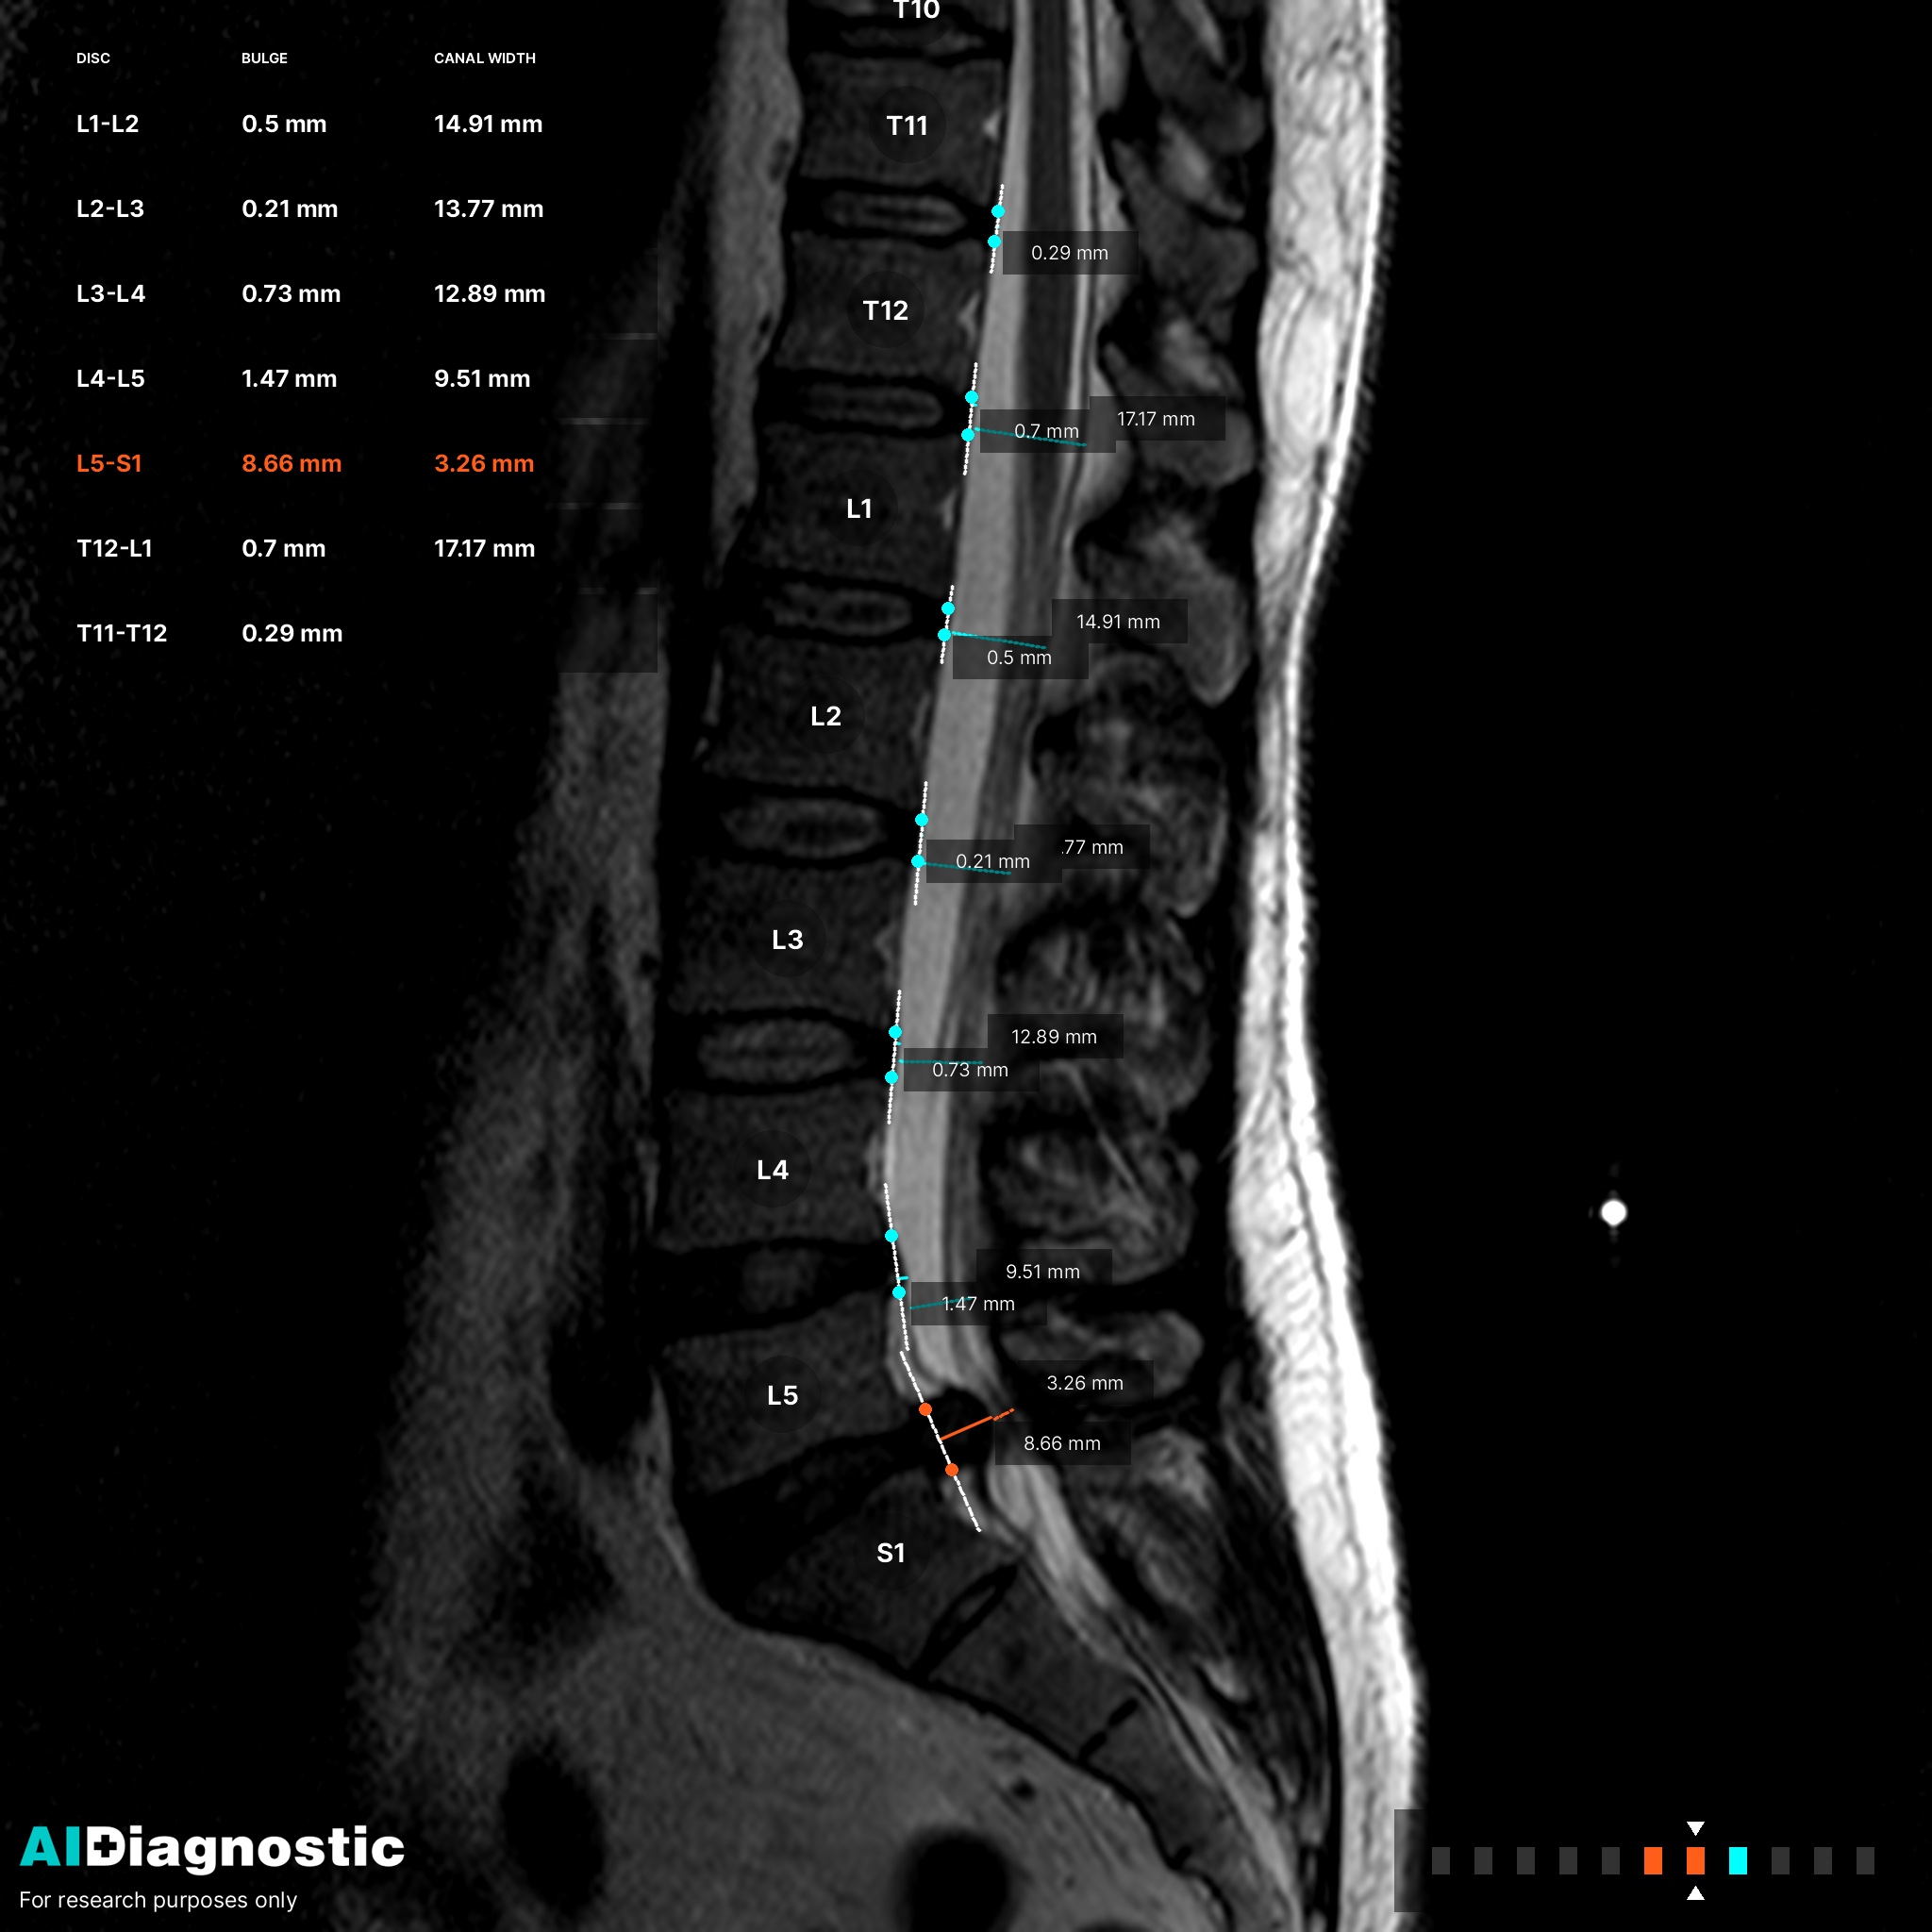 T10
DISC BULGE CANAL WIDTH
L1-L2 0.5 mm 14.91 mm
L2-L3 0.21 mm 13.77 mm
L3-L4 0.73 mm 12.89 mm
L4-L5 1.47 mm 9.51 mm
L5-S1 8.66 mm 3.26 mm
T12-L1 0.7 mm 17.17 mm
T11-T12 0.29 mm
T11
0.29 mm
T12
17.17 mm
0.7 mm
L1
14.91 mm
0.5 mm
L2
.77 mm
0.21 mm
L3
12.89 mm
0.73 mm
L4
9.51 mm
1.47 mm
3.26 mm
L5
8.66 mm
S1
AIDiagnostic
For research purposes only